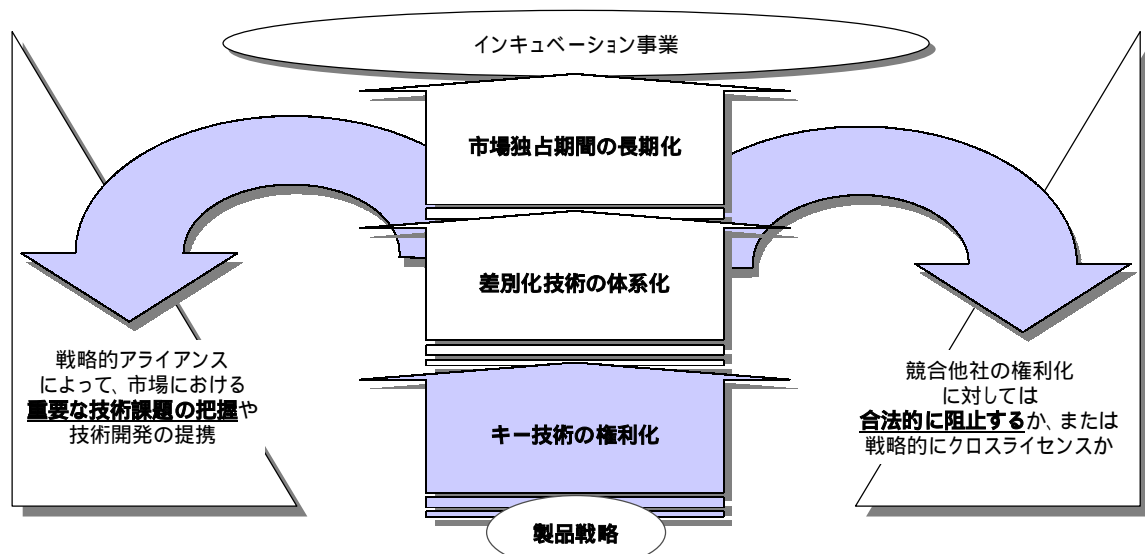 インキュベーション事業
市場独占期間の長期化
差別化技術の体系化
キー技術の権利化
製品戦略
戦略的アライアンス
によって、市場における
重要な技術課題の把握や
技術開発の提携
競合他社の権利化
に対しては
合法的に阻止するか、または
戦略的にクロスライセンスか